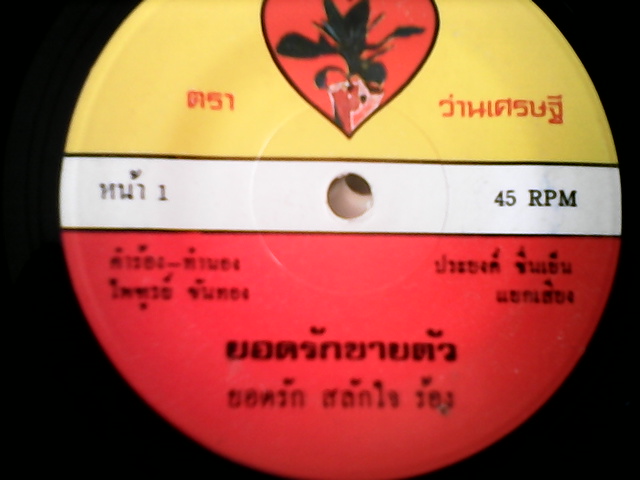 ตรา ว่านเศรษฐี
หน้า 1 45 RPM
คำร้อง-ทำนอง ประยงค์ ชื่นเย็น
ไพฑูรย์ ขันทอง แยกเสียง
ยอดรักขายตัว
ยอดรัก สลักใจ ร้อง